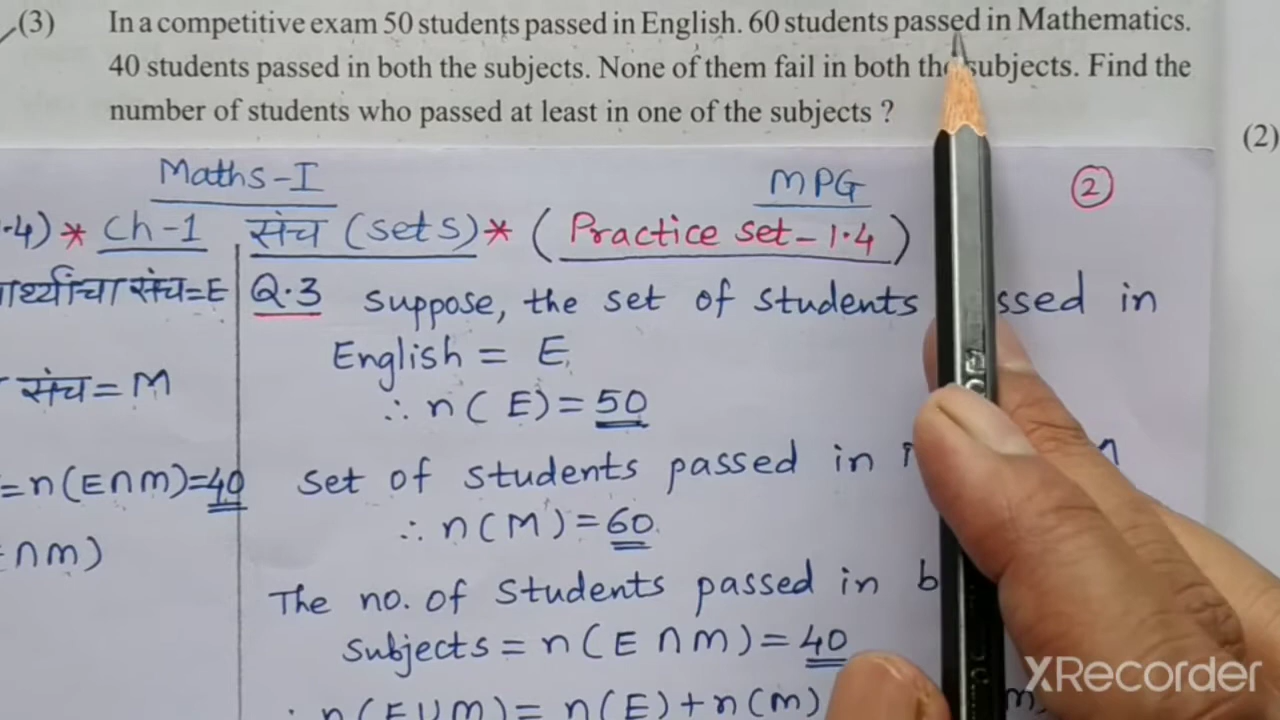 (3) In a competitive exam 50 students passed in English. 60 students passed in Mathematics.
40 students passed in both the subjects. None of them fail in both the subjects. Find the
number of students who passed at least in one of the subjects ?
(2)
Maths-I MPG 2
.4) * Ch-1 संच (sets) * (Practice set-1.4)
संच=E
संच=M
=n(E∩M)=40
∩M)
Q.3 Suppose, the set of students ssed in
English = E
∴ n(E)=50
Set of students passed in
∴ n(M)=60
The no. of students passed in b
subjects = n(E∩M)=40
n(E∪M)= n(E)+n(M)
XRecorder